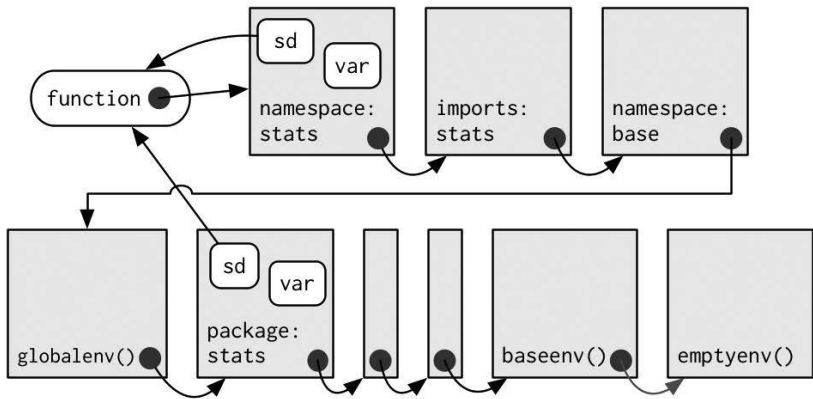 sd
var
function
namespace:
stats
imports:
stats
namespace:
base
sd
var
package:
stats
globalenv()
baseenv()
emptyenv()